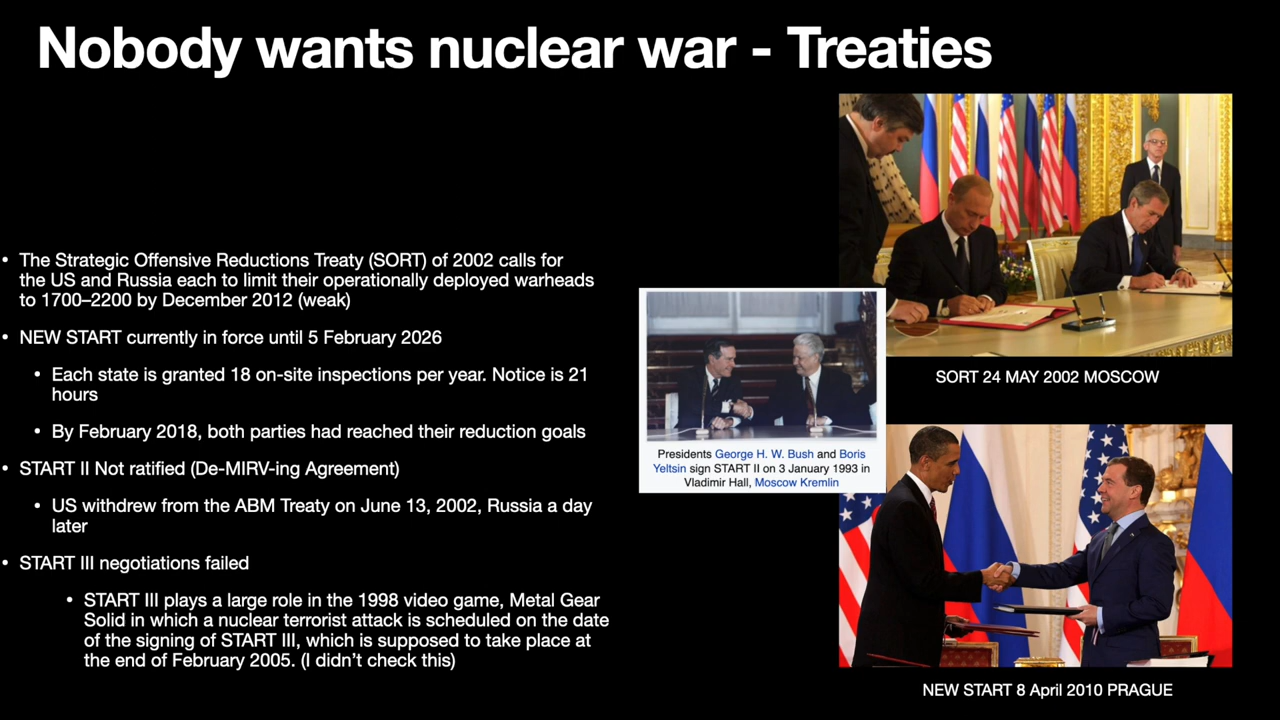 Nobody wants nuclear war - Treaties
• The Strategic Offensive Reductions Treaty (SORT) of 2002 calls for
the US and Russia each to limit their operationally deployed warheads
to 1700–2200 by December 2012 (weak)
• NEW START currently in force until 5 February 2026
• Each state is granted 18 on-site inspections per year. Notice is 21
hours
• By February 2018, both parties had reached their reduction goals
• START II Not ratified (De-MIRV-ing Agreement)
• US withdrew from the ABM Treaty on June 13, 2002, Russia a day
later
• START III negotiations failed
• START III plays a large role in the 1998 video game, Metal Gear
Solid in which a nuclear terrorist attack is scheduled on the date
of the signing of START III, which is supposed to take place at
the end of February 2005. (I didn't check this)
Presidents George H. W. Bush and Boris
Yeltsin sign START II on 3 January 1993 in
Vladimir Hall, Moscow Kremlin
SORT 24 MAY 2002 MOSCOW
NEW START 8 April 2010 PRAGUE